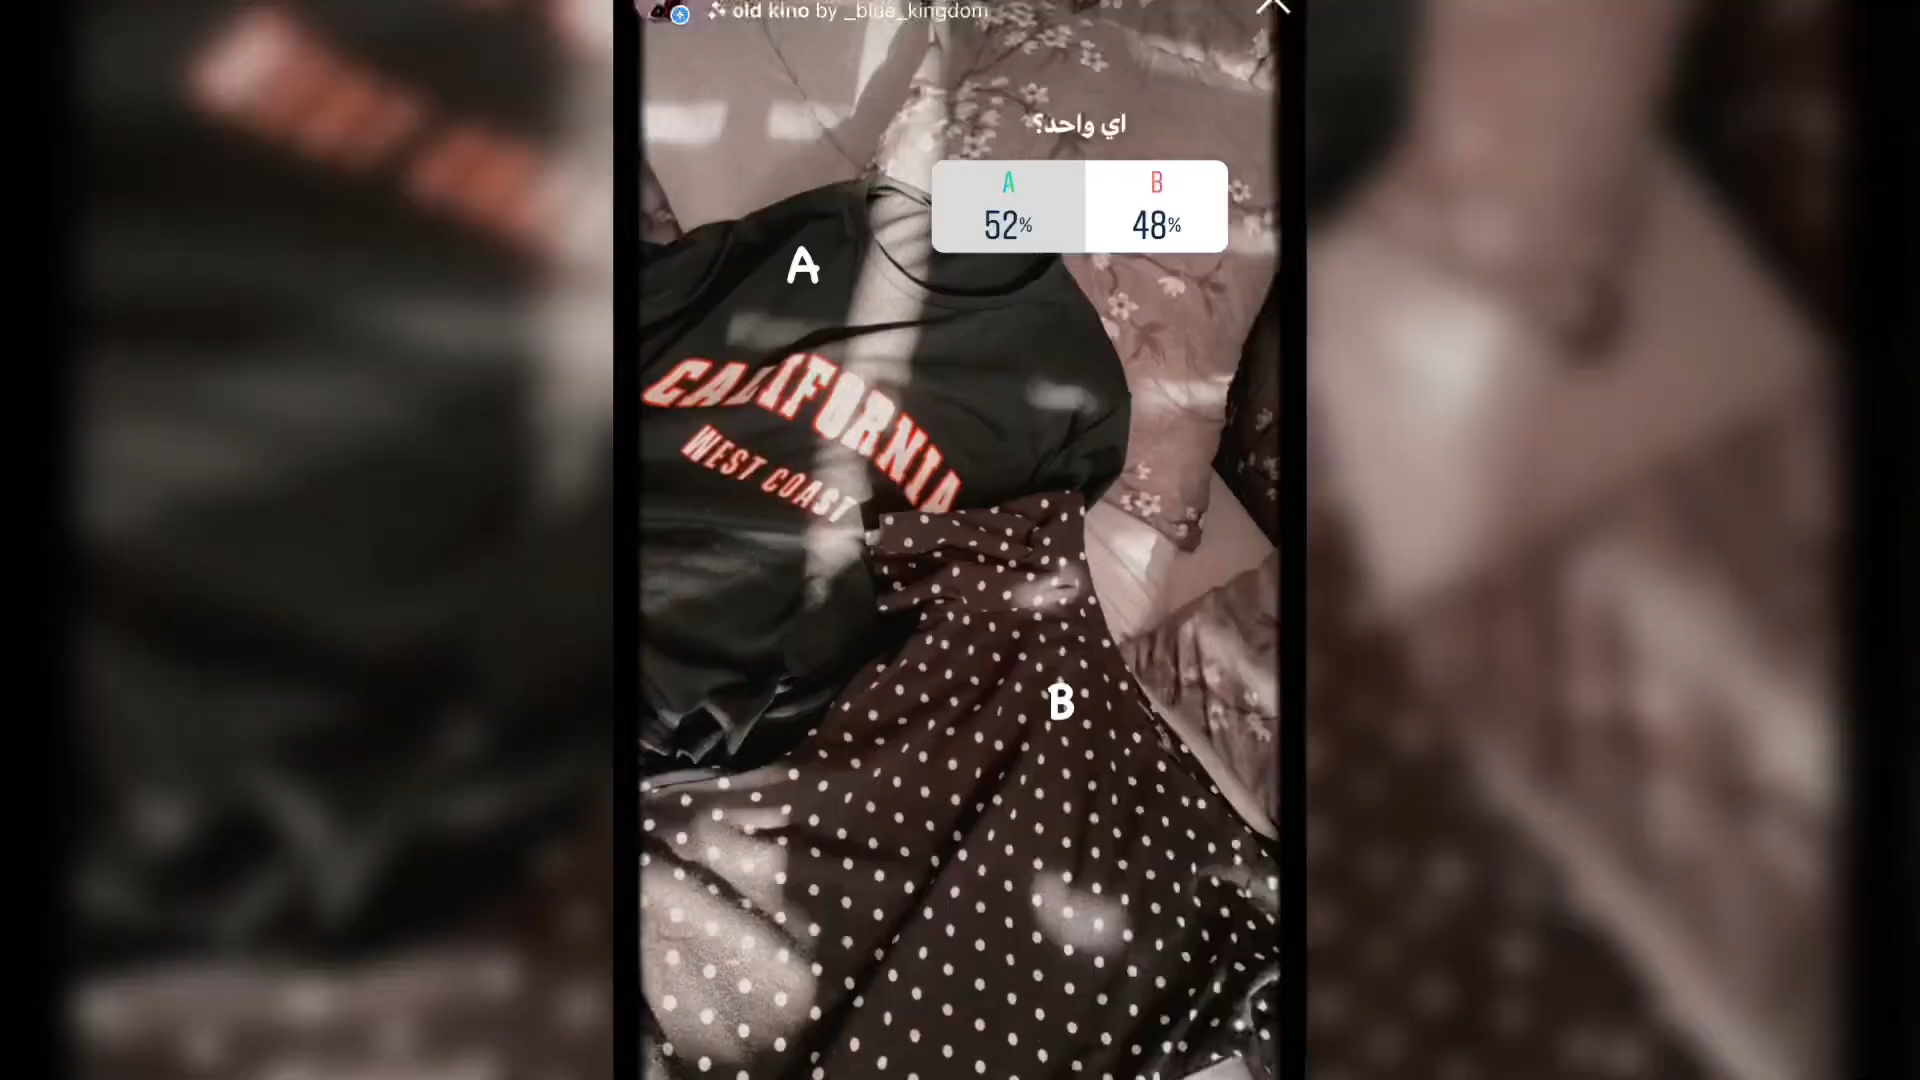 old kino by _blue_kingdom
اي واحد؟
A B
52% 48%
A
CALIFORNIA
WEST COAST
B